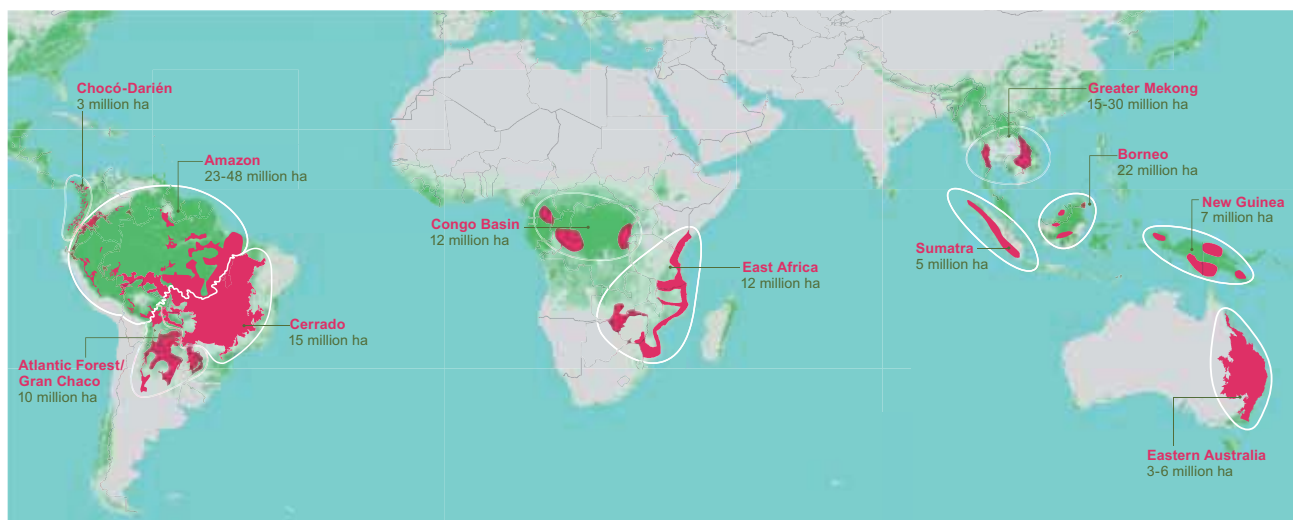 Chocó-Darién
3 million ha
Amazon
23-48 million ha
Cerrado
15 million ha
Atlantic Forest/
Gran Chaco
10 million ha
Congo Basin
12 million ha
East Africa
12 million ha
Greater Mekong
15-30 million ha
Borneo
22 million ha
New Guinea
7 million ha
Sumatra
5 million ha
Eastern Australia
3-6 million ha